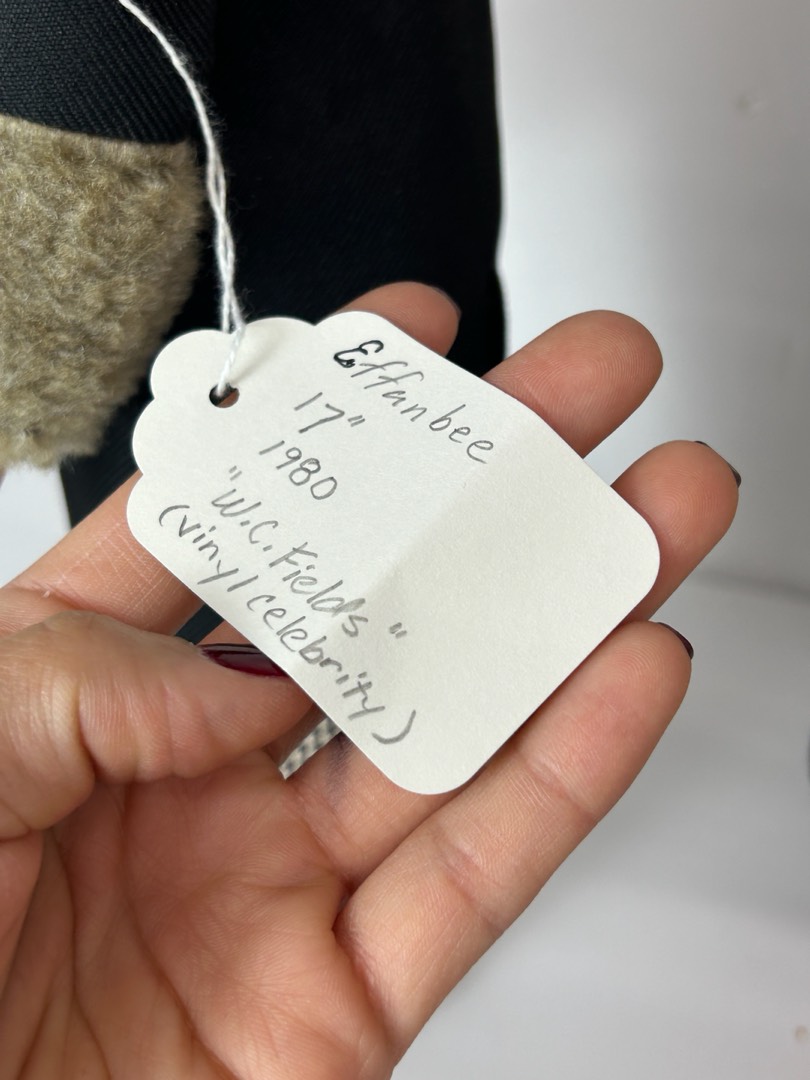 Effanbee
17"
1980
"W.C. Fields"
(vinyl celebrity)